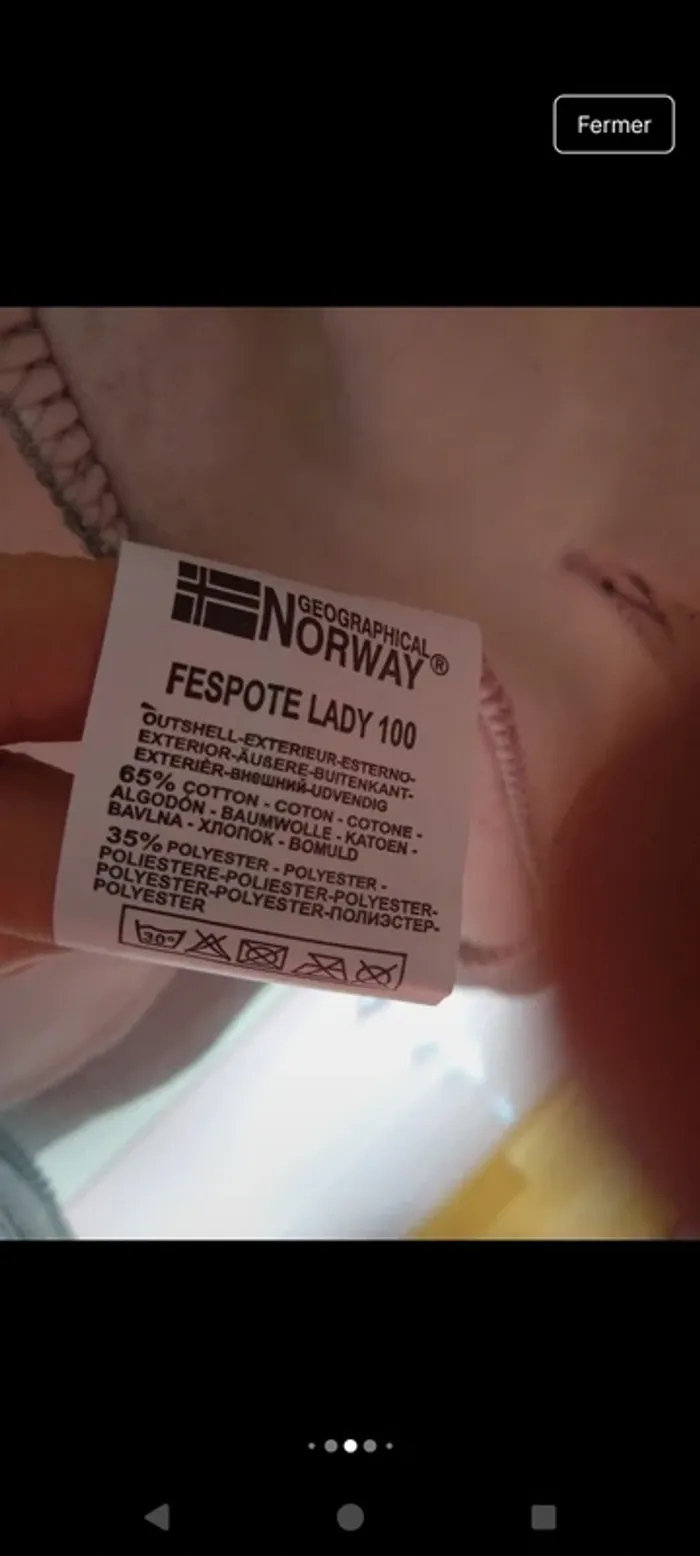 Fermer
GEOGRAPHICAL
NORWAY®
FESPOTE LADY 100
OUTSHELL-EXTERIEUR-ESTERNO-
EXTERIOR-ÄUßERE-BUITENKANT-
EXTERIÉR-внешний-UDVENDIG
65% COTTON - COTON - COTONE -
ALGODÓN - BAUMWOLLE - KATOEN -
BAVLNA - ХЛОПОК - BOMULD
35% POLYESTER - POLYESTER -
POLIESTERE-POLIESTER-POLYESTER-
POLYESTER-POLYESTER-ПОЛИЭСТЕР-
POLYESTER
30°